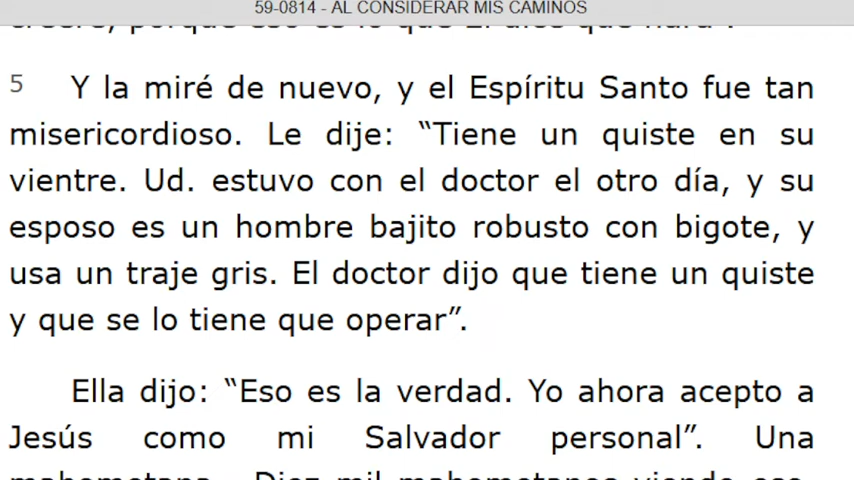 59-0814 - AL CONSIDERAR MIS CAMINOS
5 Y la miré de nuevo, y el Espíritu Santo fue tan
misericordioso. Le dije: “Tiene un quiste en su
vientre. Ud. estuvo con el doctor el otro día, y su
esposo es un hombre bajito robusto con bigote, y
usa un traje gris. El doctor dijo que tiene un quiste
y que se lo tiene que operar”.
Ella dijo: “Eso es la verdad. Yo ahora acepto a
Jesús como mi Salvador personal”. Una